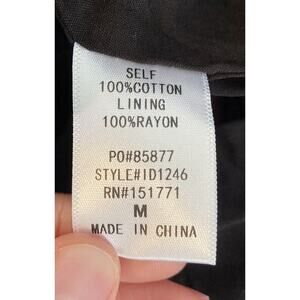 SELF
100%COTTON
LINING
100%RAYON
PO#85877
STYLE#ID1246
RN#151771
M
MADE IN CHINA